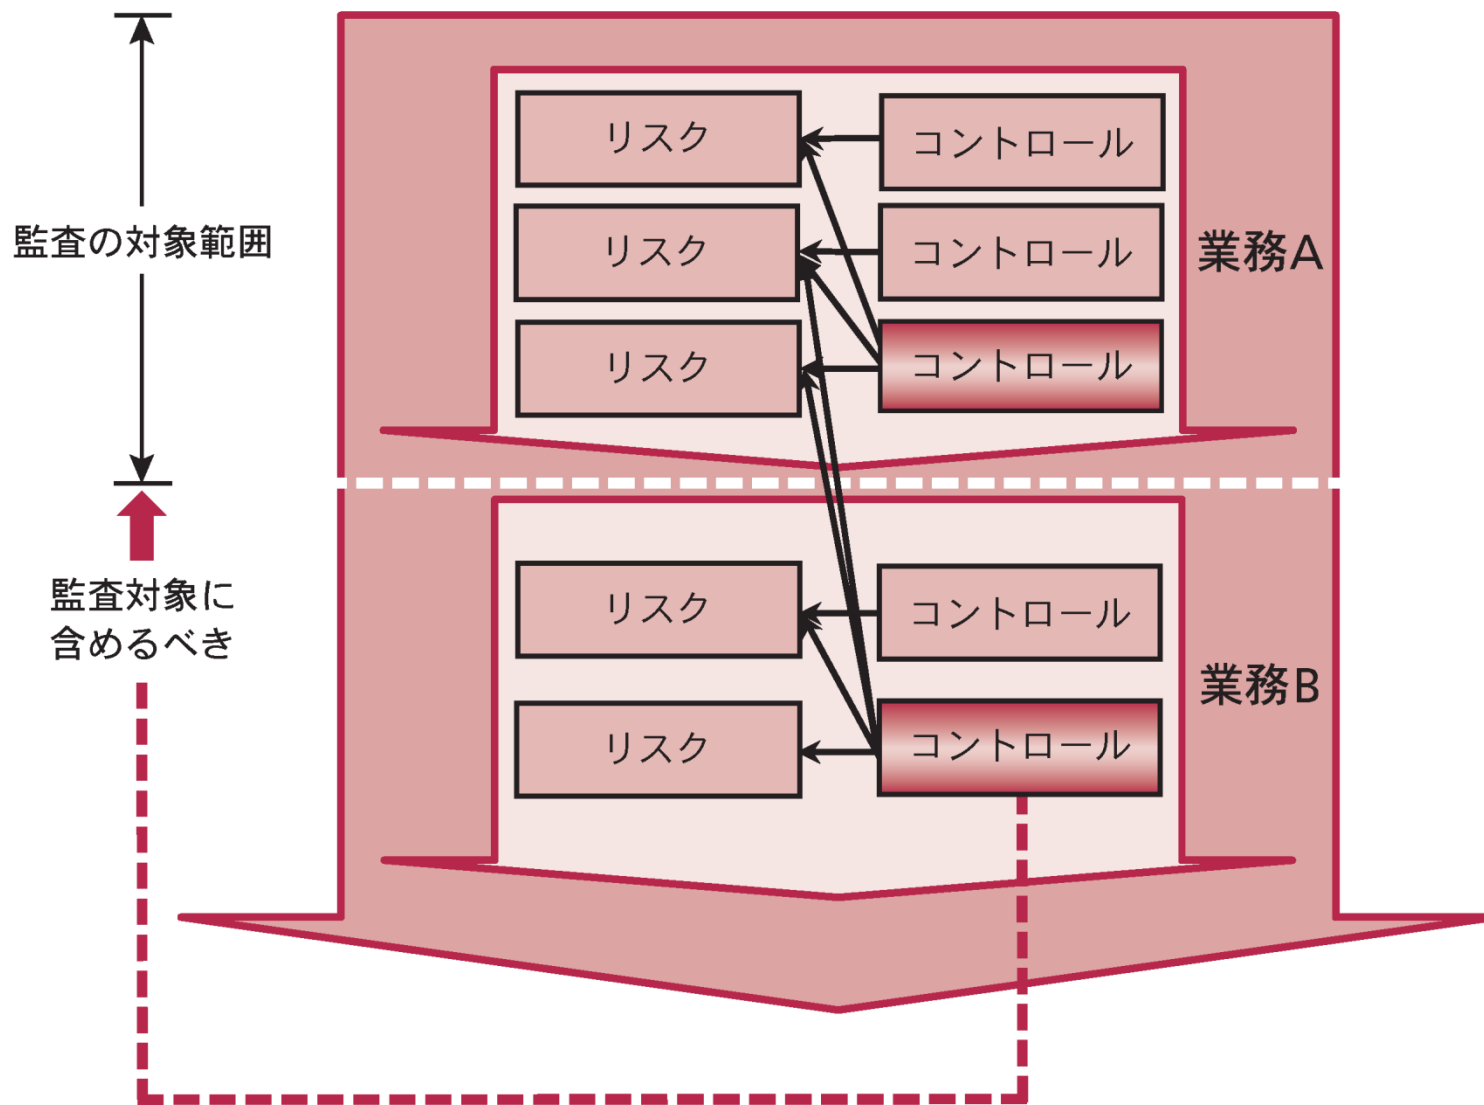 リスク
コントロール
リスク
コントロール
業務A
監査の対象範囲
リスク
コントロール
リスク
コントロール
監査対象に
含めるべき
業務B
リスク
コントロール